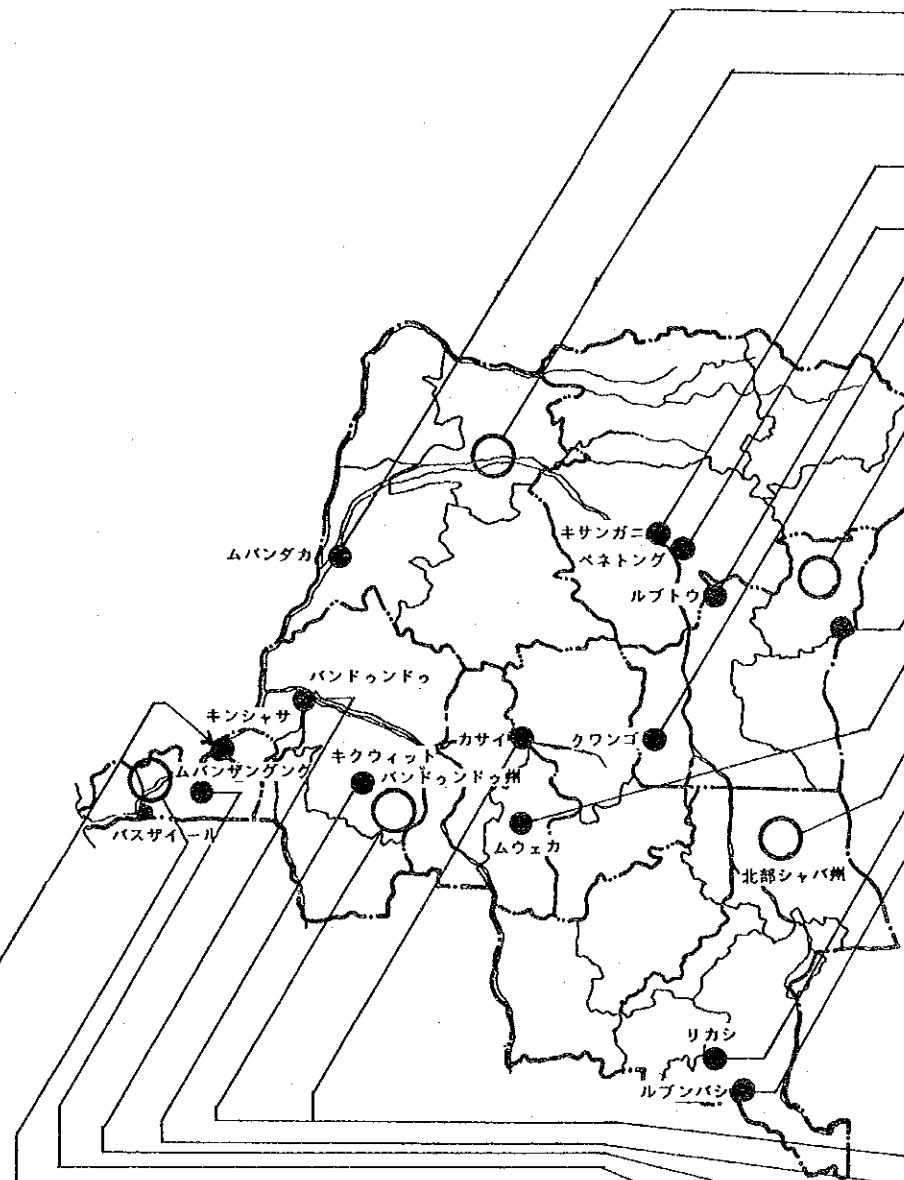 キサンガニ
ベネトング
ムバンダカ
ルブトウ
バンドゥンドゥ
キンシャサ
カサイ
クワンゴ
キクウィット
ムバンザングング
バンドゥンドゥ州
バスザイール
ムウェカ
北部シャバ州
リカシ
ルブンバシ